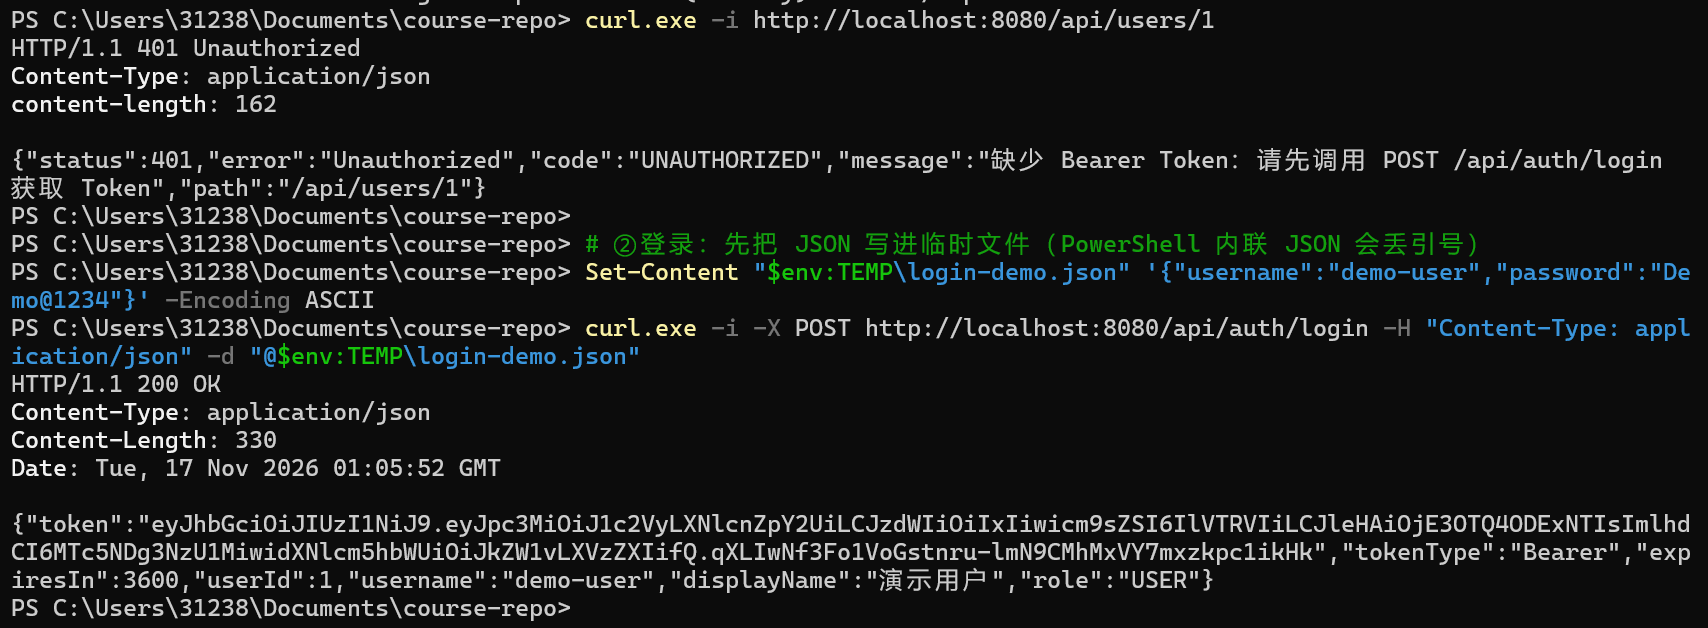 PS C:\Users\31238\Documents\course-repo> curl.exe -i http://localhost:8080/api/users/1
HTTP/1.1 401 Unauthorized
Content-Type: application/json
content-length: 162

{"status":401,"error":"Unauthorized","code":"UNAUTHORIZED","message":"缺少 Bearer Token: 请先调用 POST /api/auth/login
获取 Token","path":"/api/users/1"}
PS C:\Users\31238\Documents\course-repo>
PS C:\Users\31238\Documents\course-repo> # ②登录: 先把 JSON 写进临时文件 (PowerShell 内联 JSON 会丢引号)
PS C:\Users\31238\Documents\course-repo> Set-Content "$env:TEMP\login-demo.json" '{"username":"demo-user","password":"De
mo@1234"}' -Encoding ASCII
PS C:\Users\31238\Documents\course-repo> curl.exe -i -X POST http://localhost:8080/api/auth/login -H "Content-Type: appl
ication/json" -d "@$env:TEMP\login-demo.json"
HTTP/1.1 200 OK
Content-Type: application/json
Content-Length: 330
Date: Tue, 17 Nov 2026 01:05:52 GMT

{"token":"eyJhbGciOiJIUzI1NiJ9.eyJpc3MiOiJ1c2VyLXNlcnZpY2UiLCJzdWIiOiIxIiwicm9sZSI6IlVTRVIiLCJleHAiOjE3OTQ4ODExNTIsImlhd
CI6MTc5NDg3NzU1MiwidXNlcm5hbWUiOiJkZW1vLXVzZXIifQ.qXLIwNf3Fo1VoGstnru-lmN9CMhMxVY7mxzkpc1ikHk","tokenType":"Bearer","exp
iresIn":3600,"userId":1,"username":"demo-user","displayName":"演示用户","role":"USER"}
PS C:\Users\31238\Documents\course-repo>